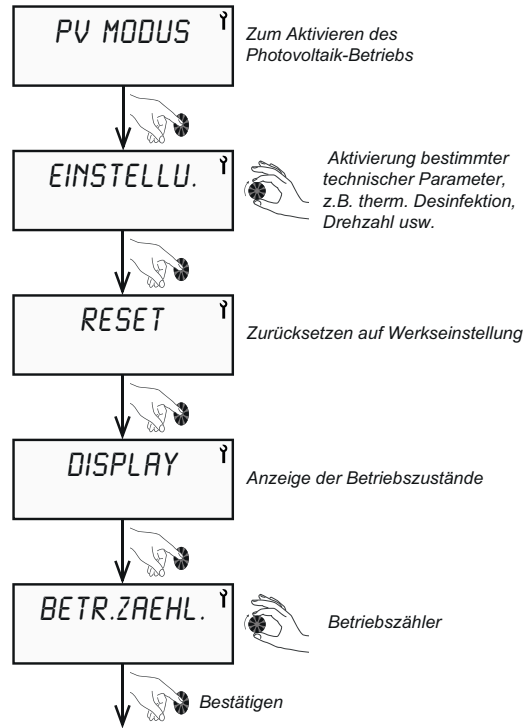 PV MODUS
Zum Aktivieren des
Photovoltaik-Betriebs
EINSTELLU.
Aktivierung bestimmter
technischer Parameter,
z.B. therm. Desinfektion,
Drehzahl usw.
RESET
Zurücksetzen auf Werkseinstellung
DISPLAY
Anzeige der Betriebszustände
BETR.ZAEHL.
Betriebszähler
Bestätigen